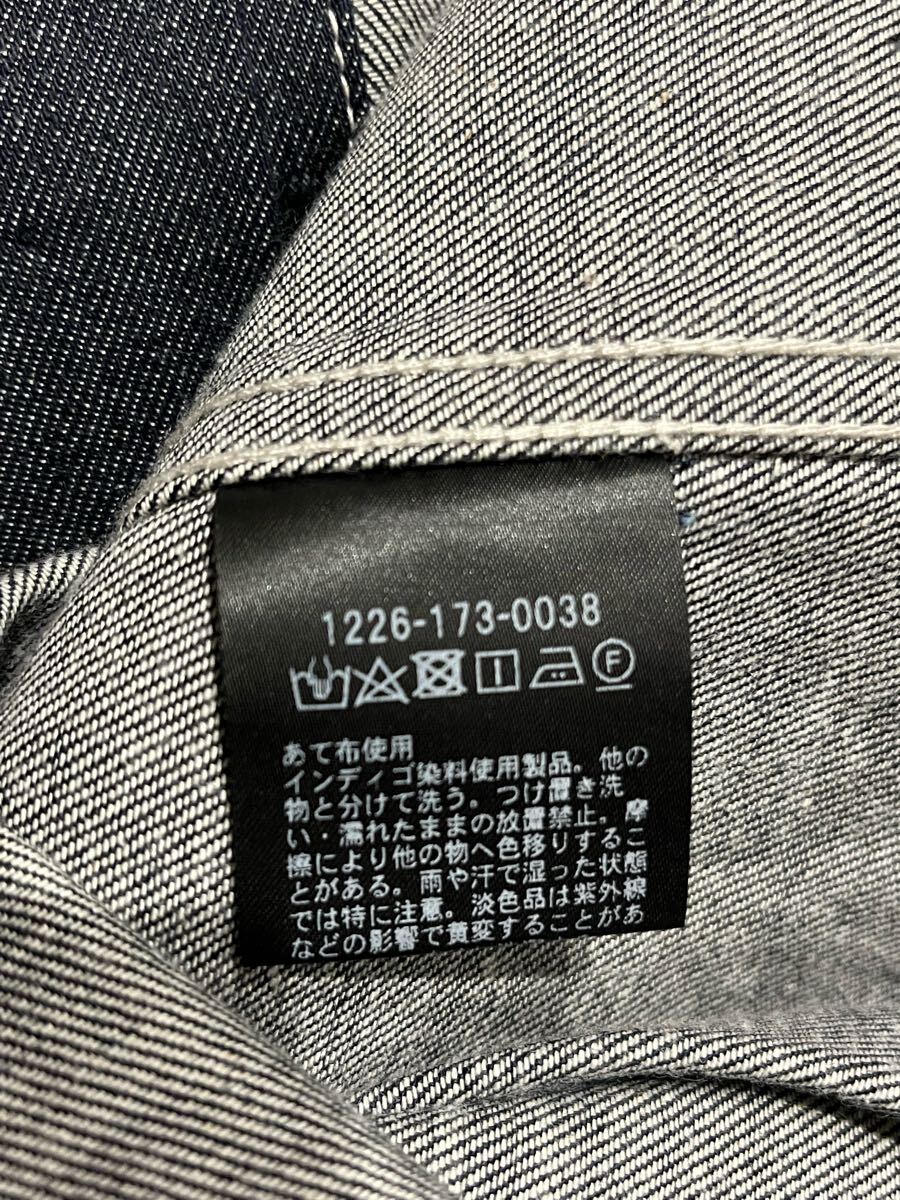 1226-173-0038
F
あて布使用
インディゴ染料使用製品。他の
物と分けて洗う。つけ置き洗
い・濡れたままの放置禁止。摩
擦により他の物へ色移りするこ
とがある。雨や汗で湿った状態
では特に注意。淡色品は紫外線
などの影響で黄変することがあ